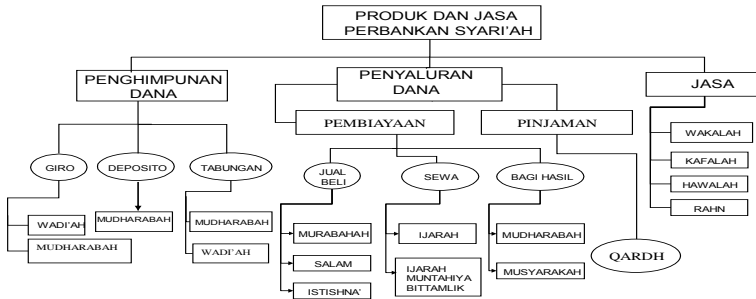 PRODUK DAN JASA
PERBANKAN SYARI'AH
PENGHIMPUNAN
DANA
PENYALURAN
DANA
JASA
PEMBIAYAAN
PINJAMAN
WAKALAH
KAFALAH
HAWALAH
RAHN
GIRO
DEPOSITO
TABUNGAN
JUAL
BELI
SEWA
BAGI HASIL
WADI'AH
MUDHARABAH
MUDHARABAH
MUDHARABAH
WADI'AH
MURABAHAH
SALAM
ISTISHNA'
IJARAH
IJARAH
MUNTAHIYA
BITTAMLIK
MUDHARABAH
MUSYARAKAH
QARDH